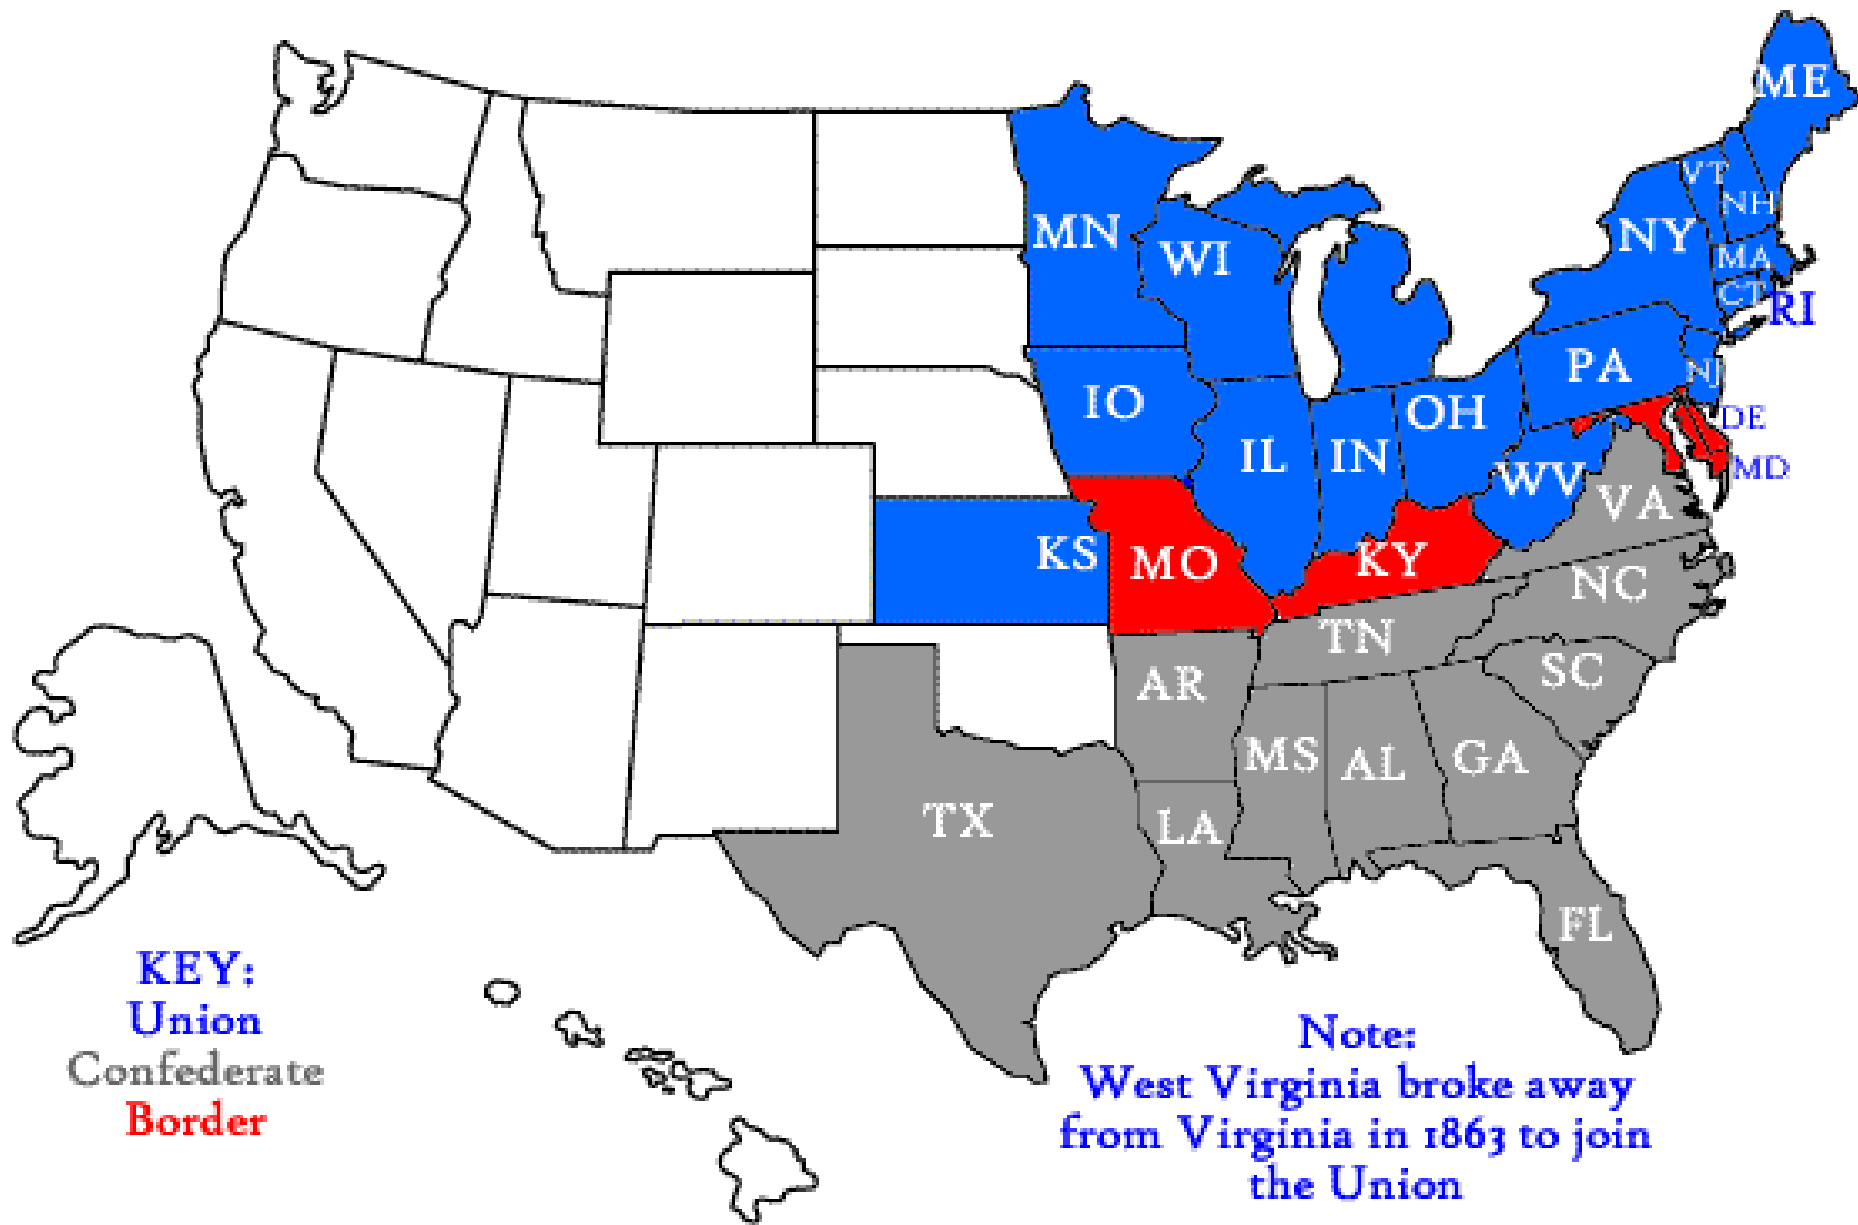 ME
VT
NH
MN
NY
WI
MA
CT
RI
PA
NJ
IO
OH
DE
IL
IN
WV
MD
VA
KS
MO
KY
NC
TN
SC
AR
MS
AL
GA
TX
LA
FL
KEY:
Union
Confederate
Border
Note:
West Virginia broke away
from Virginia in 1863 to join
the Union